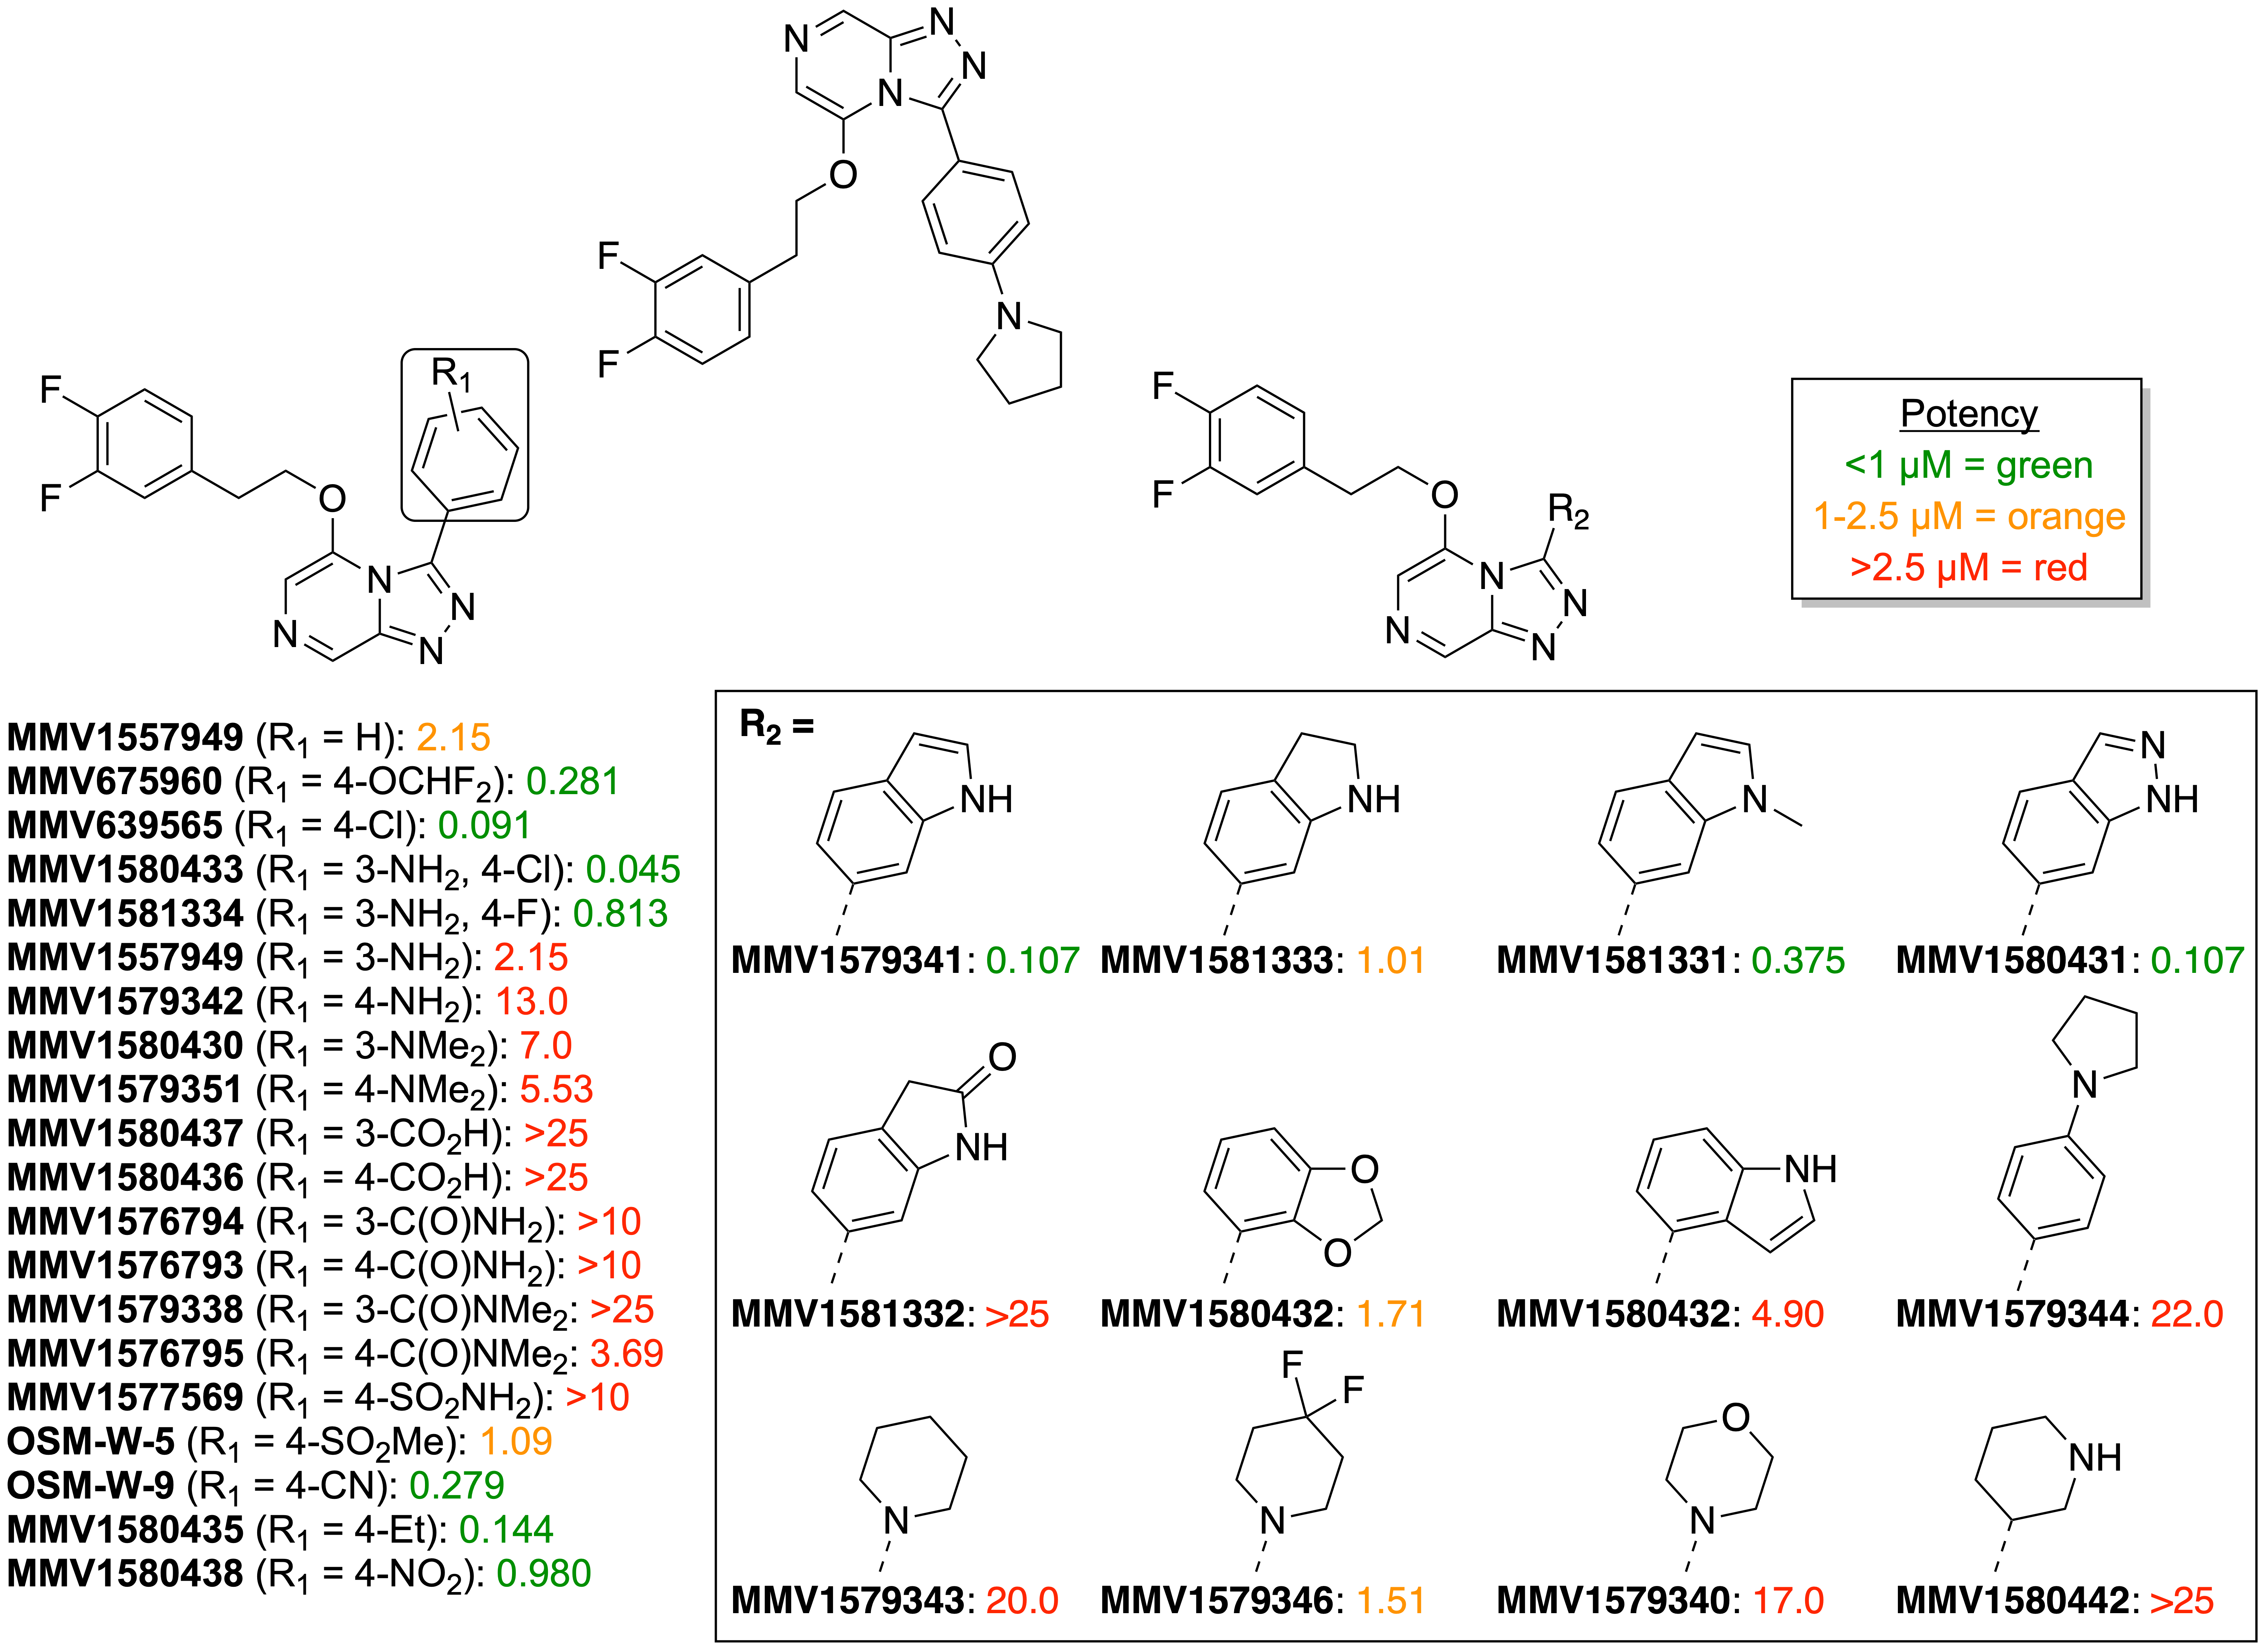 N
N
N
N
O
F
F
N
F
F
O
R1
N
N
N
N
F
F
O
R2
N
N
N
N
Potency
<1 µM = green
1-2.5 µM = orange
>2.5 µM = red
MMV1557949 (R1 = H): 2.15
MMV675960 (R1 = 4-OCHF2): 0.281
MMV639565 (R1 = 4-Cl): 0.091
MMV1580433 (R1 = 3-NH2, 4-Cl): 0.045
MMV1581334 (R1 = 3-NH2, 4-F): 0.813
MMV1557949 (R1 = 3-NH2): 2.15
MMV1579342 (R1 = 4-NH2): 13.0
MMV1580430 (R1 = 3-NMe2): 7.0
MMV1579351 (R1 = 4-NMe2): 5.53
MMV1580437 (R1 = 3-CO2H): >25
MMV1580436 (R1 = 4-CO2H): >25
MMV1576794 (R1 = 3-C(O)NH2): >10
MMV1576793 (R1 = 4-C(O)NH2): >10
MMV1579338 (R1 = 3-C(O)NMe2: >25
MMV1576795 (R1 = 4-C(O)NMe2: 3.69
MMV1577569 (R1 = 4-SO2NH2): >10
OSM-W-5 (R1 = 4-SO2Me): 1.09
OSM-W-9 (R1 = 4-CN): 0.279
MMV1580435 (R1 = 4-Et): 0.144
MMV1580438 (R1 = 4-NO2): 0.980
R2 =
NH
NH
N
N
NH
MMV1579341: 0.107
MMV1581333: 1.01
MMV1581331: 0.375
MMV1580431: 0.107
O
NH
O
O
NH
N
MMV1581332: >25
MMV1580432: 1.71
MMV1580432: 4.90
MMV1579344: 22.0
N
F
F
N
O
N
NH
MMV1579343: 20.0
MMV1579346: 1.51
MMV1579340: 17.0
MMV1580442: >25